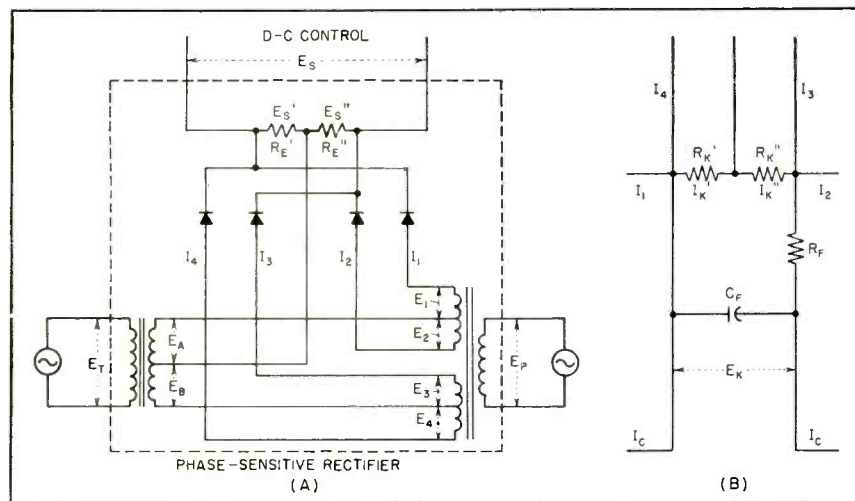 D-C CONTROL
E_S
E_S' E_S"
R_E' R_E"
I_4 I_3 I_2 I_1
E_1
E_2
E_3
E_4
E_T
E_A
E_B
E_P
PHASE-SENSITIVE RECTIFIER
(A)
I_4 I_3
R_K' R_K"
I_1 I_K' I_K" I_2
R_F
C_F
E_K
I_C I_C
(B)